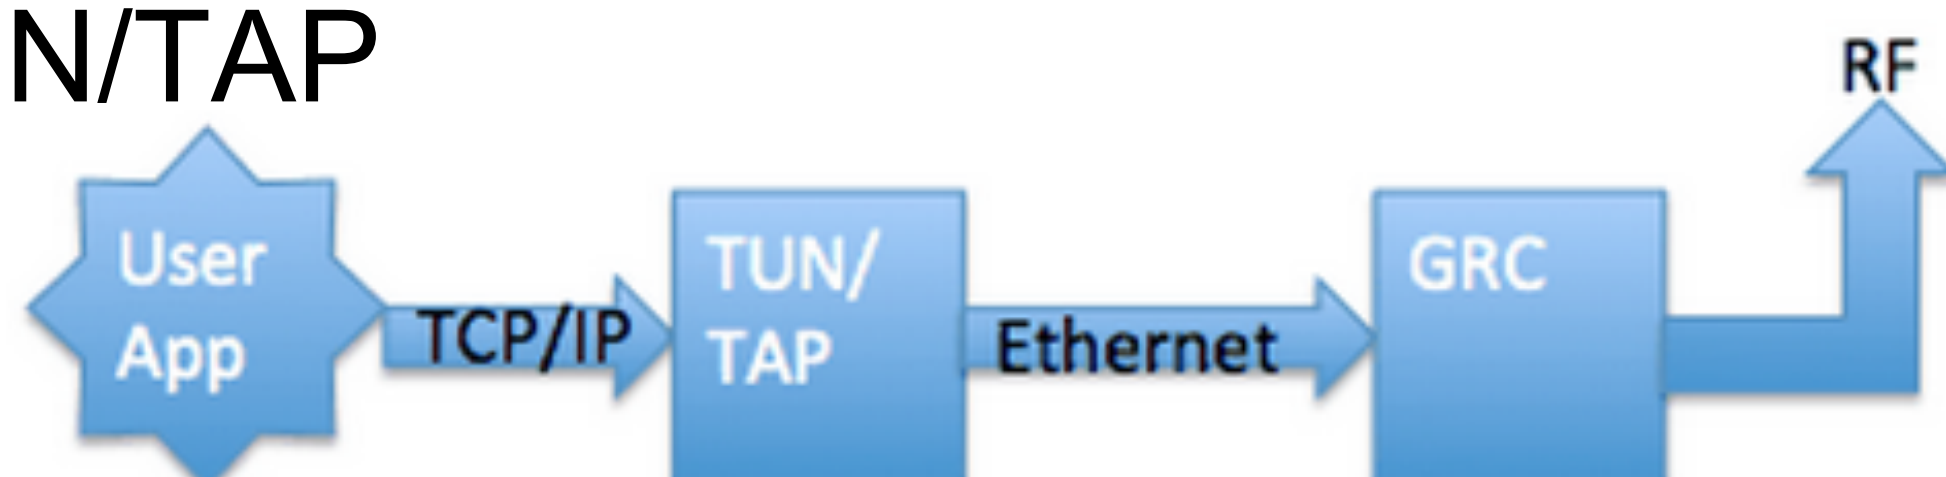 N/TAP
RF
User
App
TCP/IP
TUN/
TAP
Ethernet
GRC